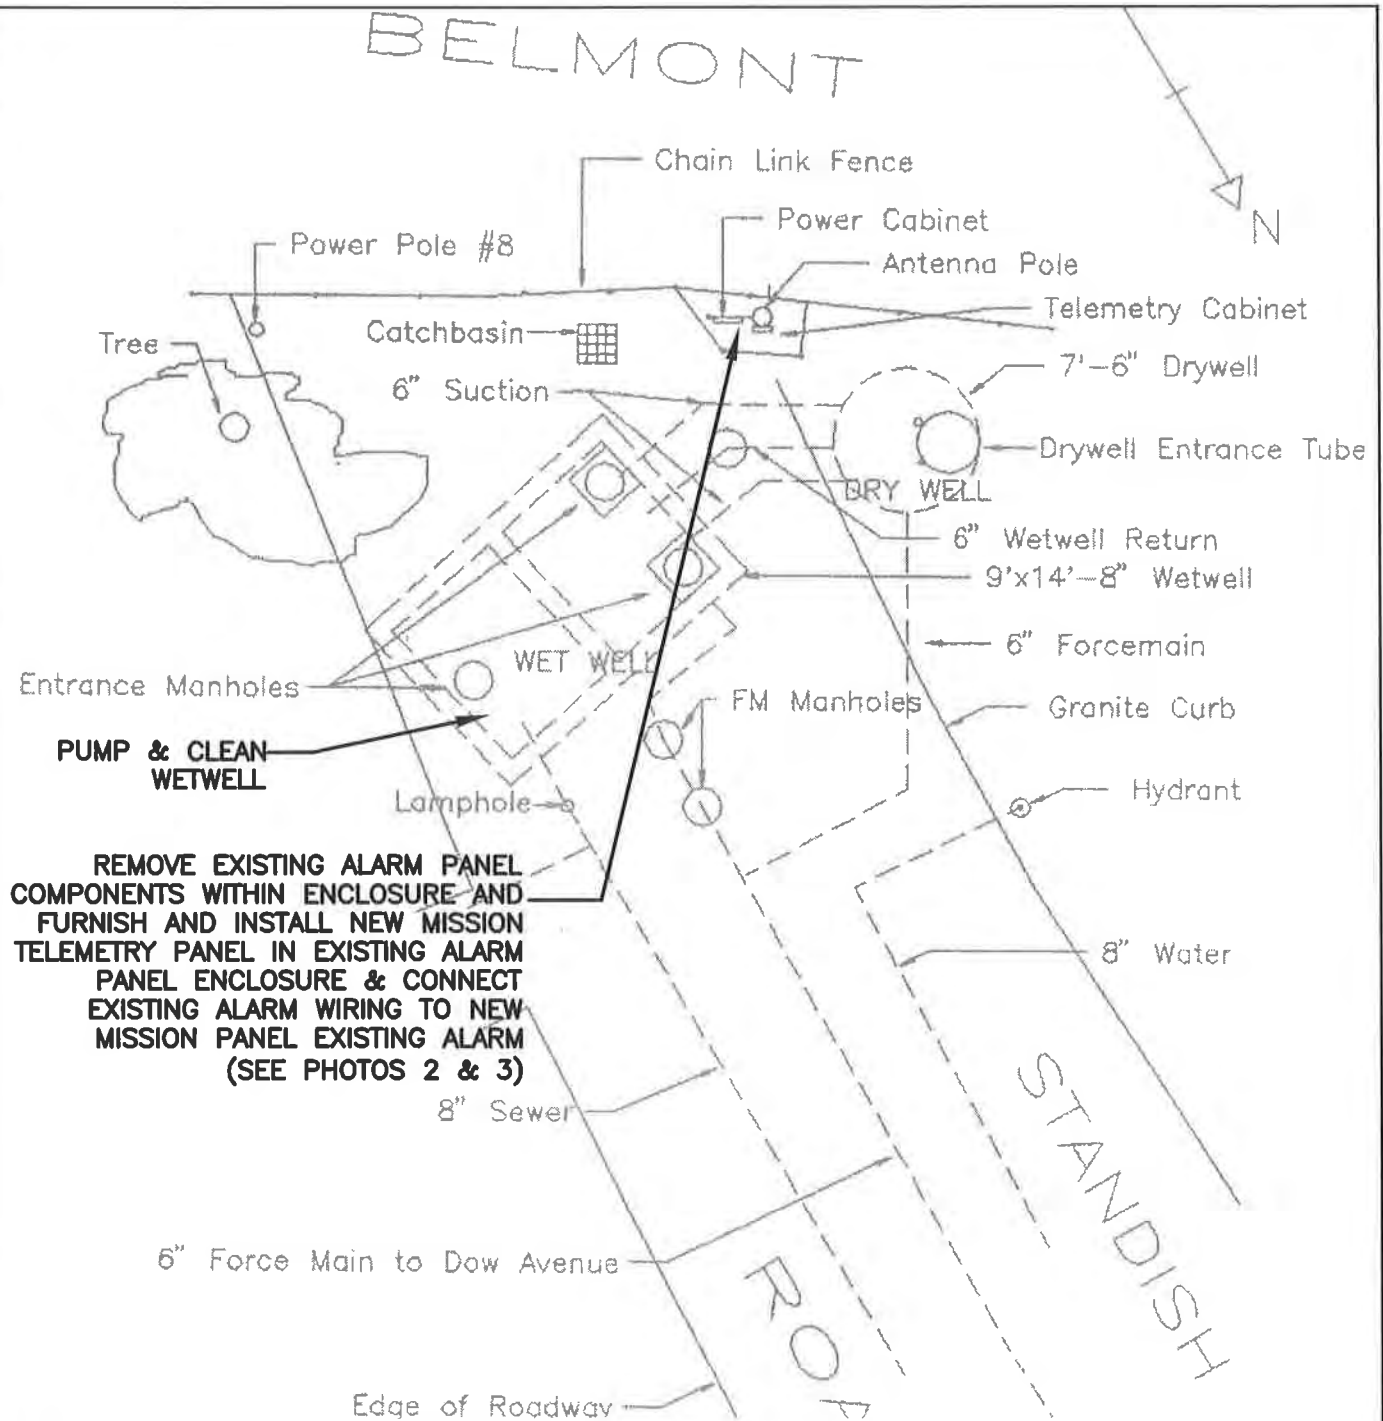 BELMONT
Chain Link Fence
Power Cabinet
N
Power Pole #8
Antenna Pole
Telemetry Cabinet
Catchbasin
Tree
7'-6" Drywell
6" Suction
Drywell Entrance Tube
DRY WELL
6" Wetwell Return
9'x14'-8" Wetwell
6" Forcemain
WET WELL
Entrance Manholes
FM Manholes
Granite Curb
PUMP & CLEAN
WETWELL
Hydrant
Lamphole
REMOVE EXISTING ALARM PANEL
COMPONENTS WITHIN ENCLOSURE AND
FURNISH AND INSTALL NEW MISSION
TELEMETRY PANEL IN EXISTING ALARM
PANEL ENCLOSURE & CONNECT
EXISTING ALARM WIRING TO NEW
MISSION PANEL EXISTING ALARM
(SEE PHOTOS 2 & 3)
8" Water
8" Sewer
STANDISH
6" Force Main to Dow Avenue
ROA
Edge of Roadway